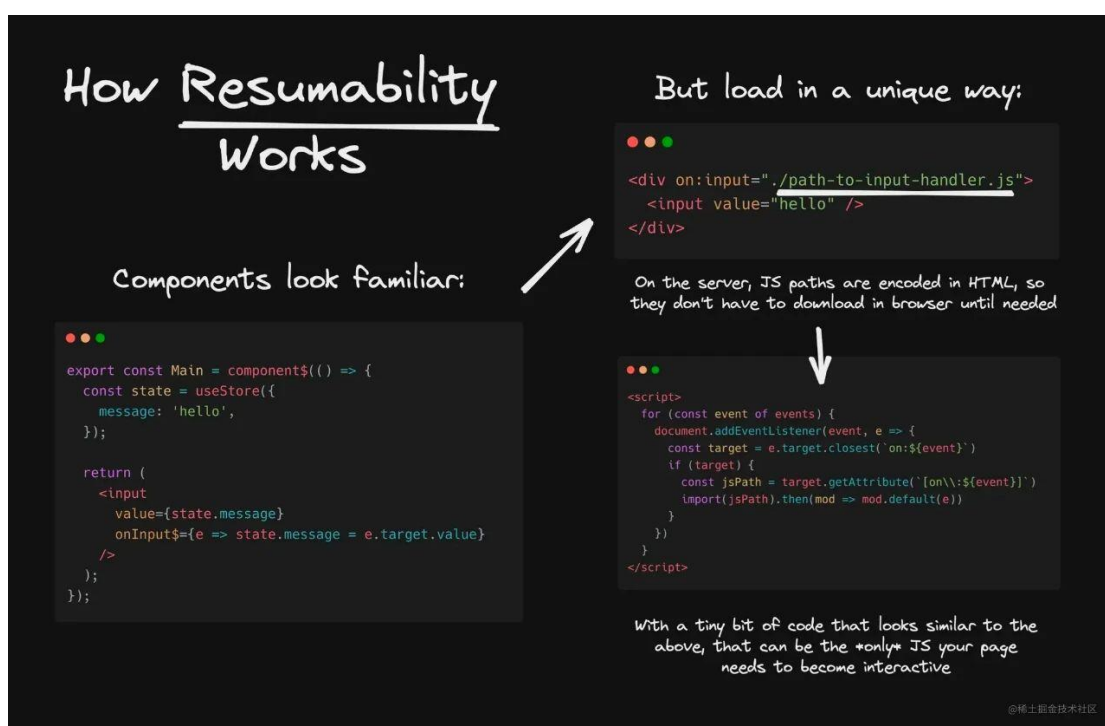 How Resumability
Works
Components look familiar:
export const Main = component$(() => {
  const state = useStore({
    message: 'hello',
  });

  return (
    <input
      value={state.message}
      onInput$={e => state.message = e.target.value}
    />
  );
});
But load in a unique way:
<div on:input="./path-to-input-handler.js">
  <input value="hello" />
</div>
On the server, JS paths are encoded in HTML, so
they don't have to download in browser until needed
<script>
  for (const event of events) {
    document.addEventListener(event, e => {
      const target = e.target.closest(`on:${event}`)
      if (target) {
        const jsPath = target.getAttribute(`[on\\:${event}]`)
        import(jsPath).then(mod => mod.default(e))
      }
    })
  }
</script>
With a tiny bit of code that looks similar to the
above, that can be the *only* JS your page
needs to become interactive
@稀土掘金技术社区